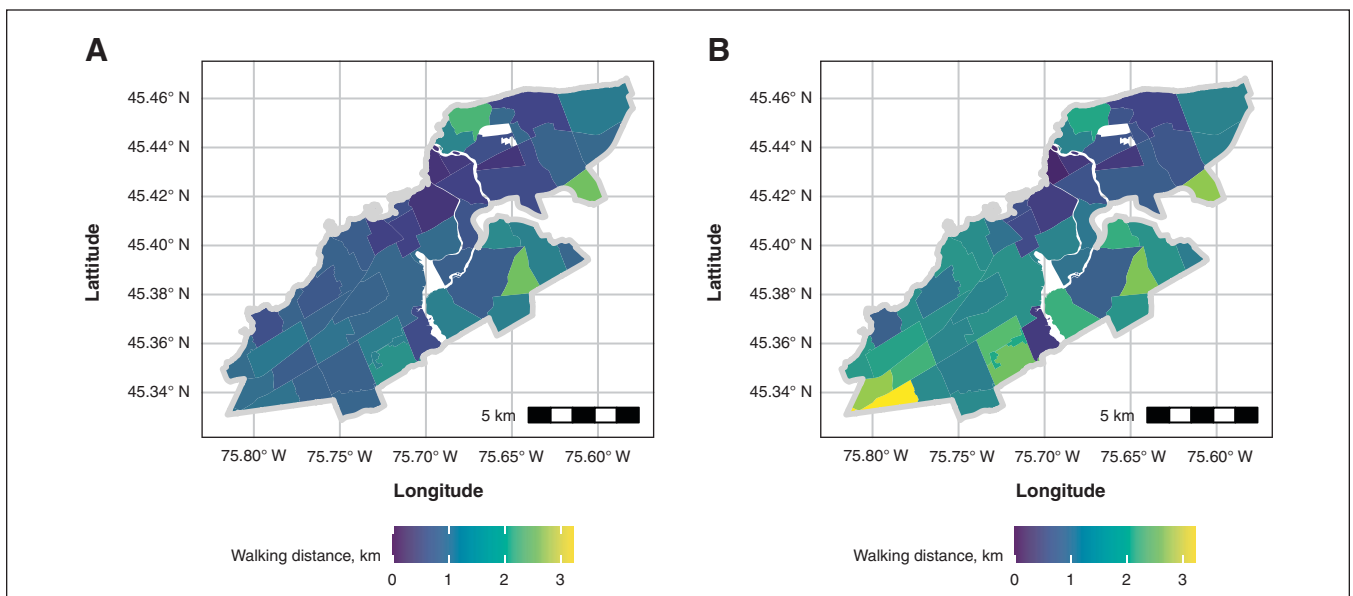 A
45.46° N
45.44° N
45.42° N
45.40° N
45.38° N
45.36° N
45.34° N
Lattitude
5 km
75.80° W 75.75° W 75.70° W 75.65° W 75.60° W
Longitude
Walking distance, km
0 1 2 3
B
45.46° N
45.44° N
45.42° N
45.40° N
45.38° N
45.36° N
45.34° N
Lattitude
5 km
75.80° W 75.75° W 75.70° W 75.65° W 75.60° W
Longitude
Walking distance, km
0 1 2 3